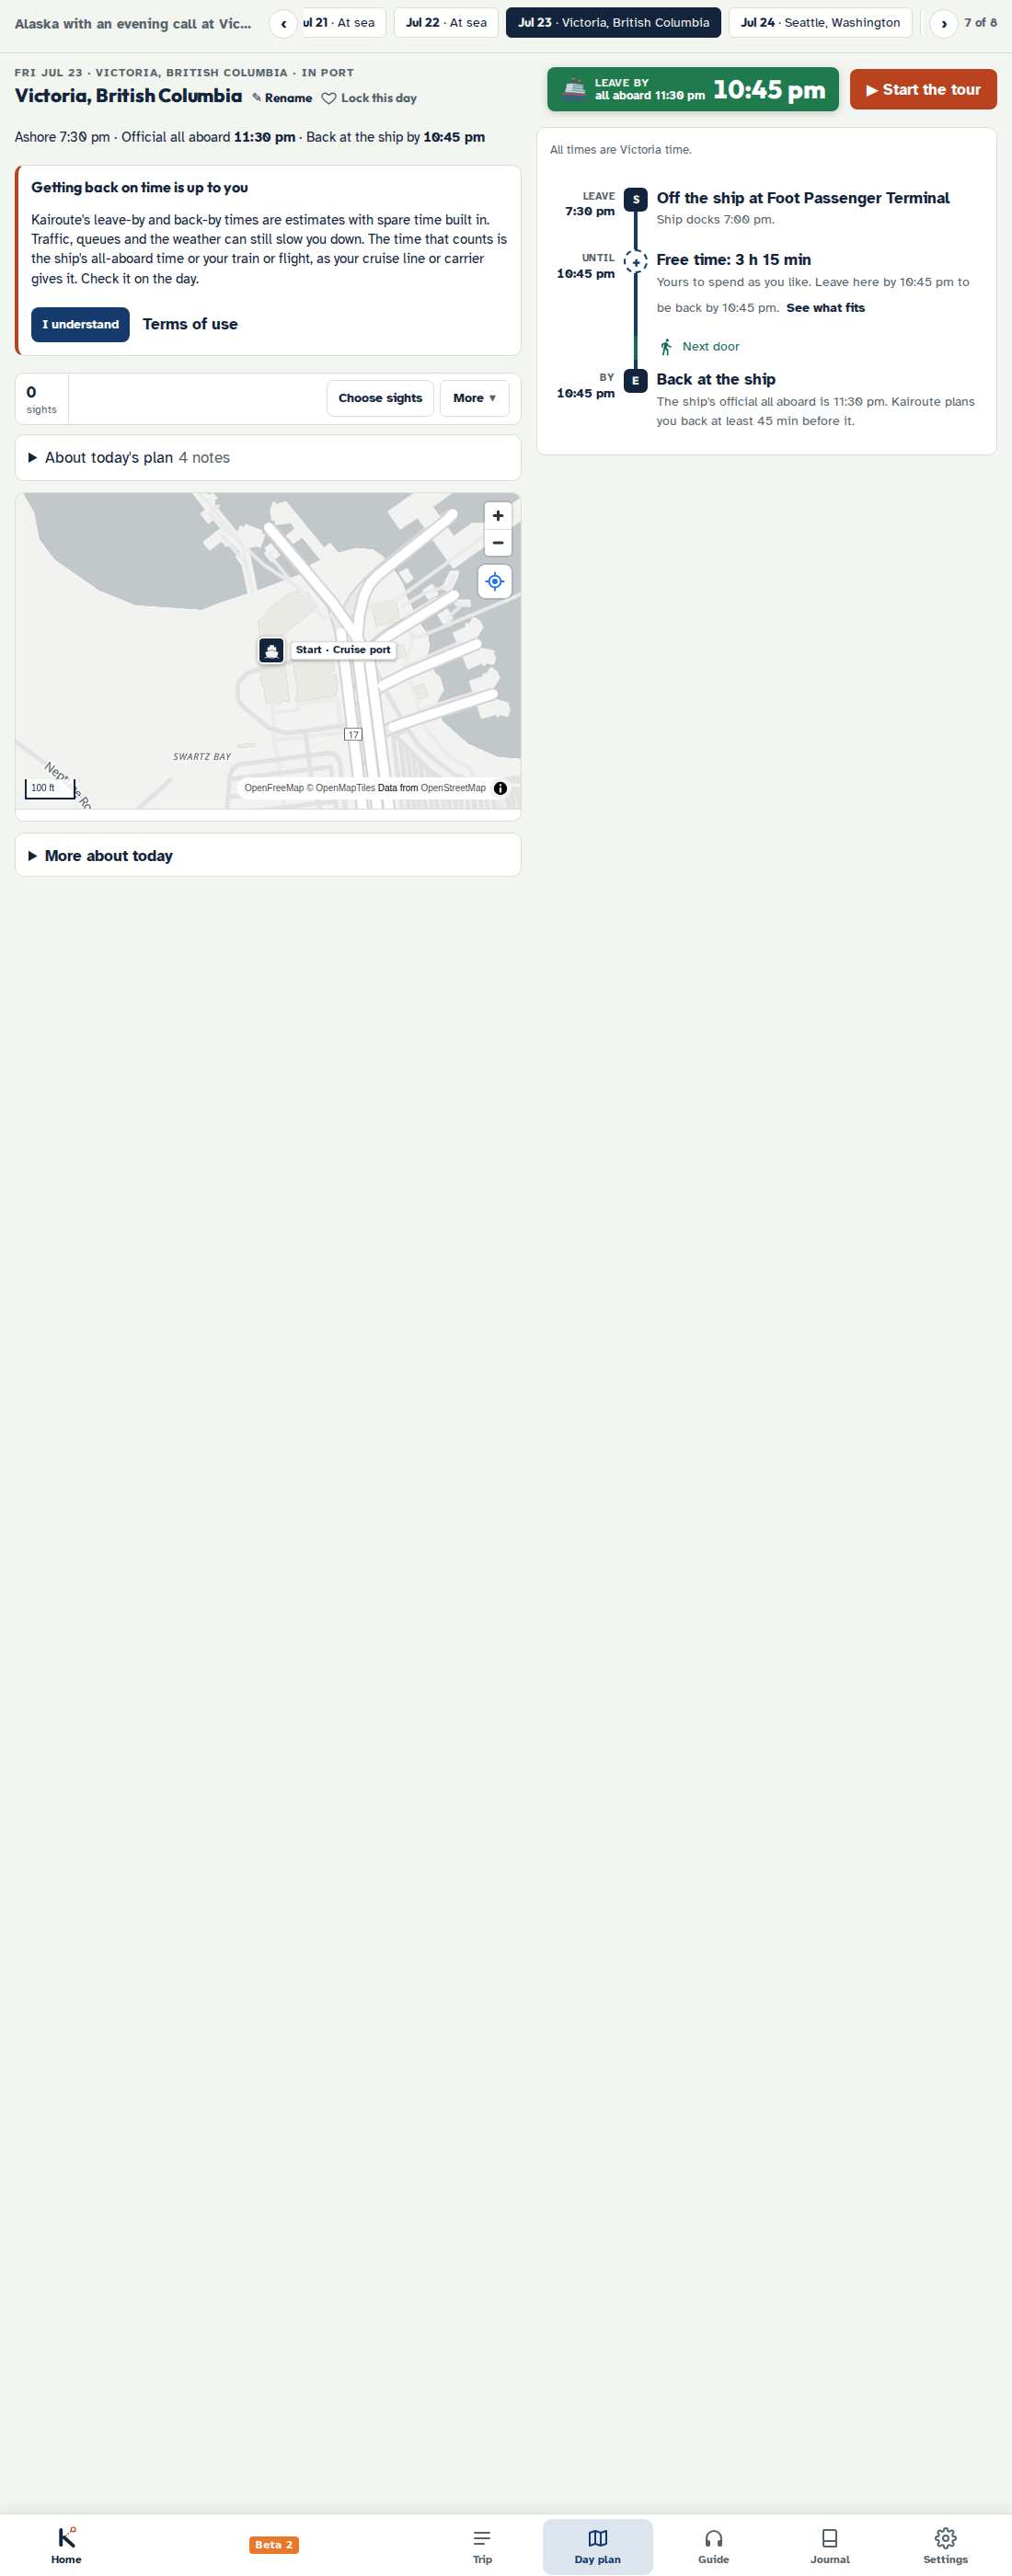 Alaska with an evening call at Vic...
‹
ul 21 · At sea
Jul 22 · At sea
Jul 23 · Victoria, British Columbia
Jul 24 · Seattle, Washington
›
7 of 8
FRI JUL 23 · VICTORIA, BRITISH COLUMBIA · IN PORT
Victoria, British Columbia
✎ Rename
Lock this day
LEAVE BY
all aboard 11:30 pm
10:45 pm
▶ Start the tour
Ashore 7:30 pm · Official all aboard 11:30 pm · Back at the ship by 10:45 pm
Getting back on time is up to you
Kairoute's leave-by and back-by times are estimates with spare time built in.
Traffic, queues and the weather can still slow you down. The time that counts is
the ship's all-aboard time or your train or flight, as your cruise line or carrier
gives it. Check it on the day.
I understand
Terms of use
0
sights
Choose sights
More ▼
▶ About today's plan 4 notes
+
−
Start · Cruise port
17
SWARTZ BAY
100 ft
OpenFreeMap © OpenMapTiles Data from OpenStreetMap
▶ More about today
All times are Victoria time.
LEAVE
7:30 pm
S
Off the ship at Foot Passenger Terminal
Ship docks 7:00 pm.
UNTIL
10:45 pm
+
Free time: 3 h 15 min
Yours to spend as you like. Leave here by 10:45 pm to
be back by 10:45 pm. See what fits
Next door
BY
10:45 pm
E
Back at the ship
The ship's official all aboard is 11:30 pm. Kairoute plans
you back at least 45 min before it.
Home
Beta 2
Trip
Day plan
Guide
Journal
Settings